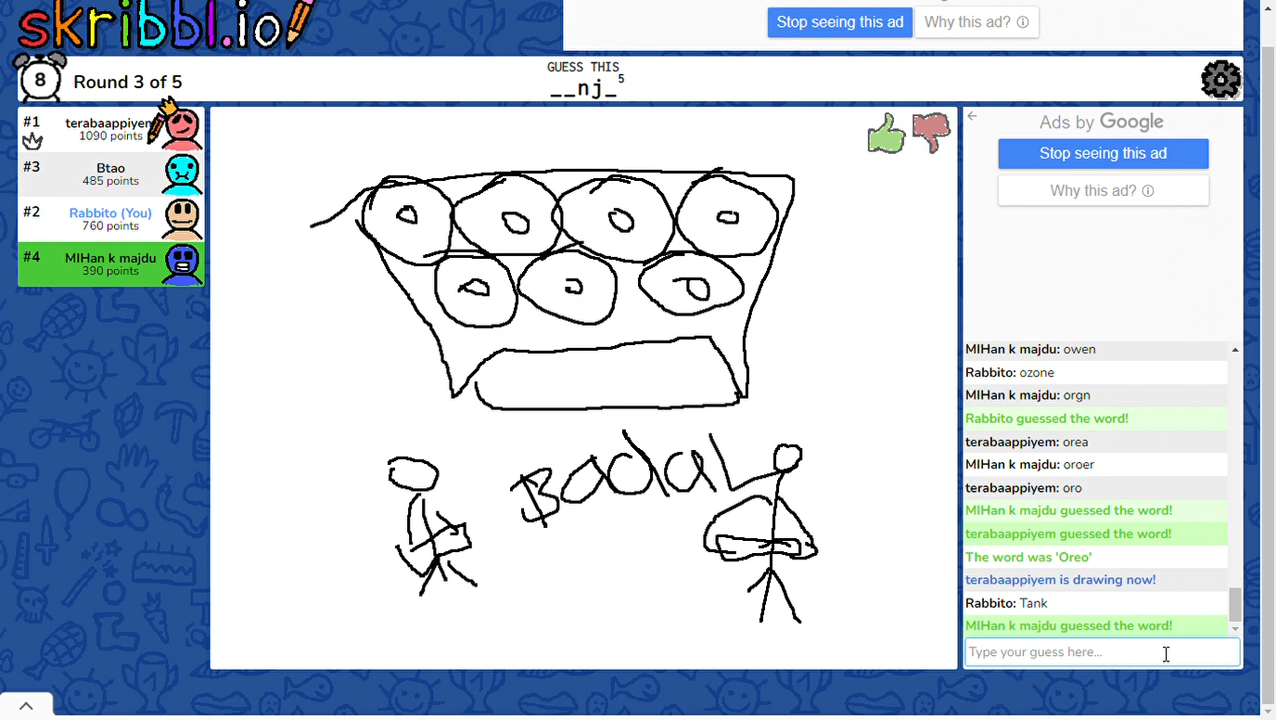 skribbl.io
Stop seeing this ad
Why this ad?
8
Round 3 of 5
GUESS THIS
__nj_ 5
#1
terabaappiyem
1090 points
#3
Btao
485 points
#2
Rabbito (You)
760 points
#4
MIHan k majdu
390 points
Badal
Ads by Google
Stop seeing this ad
Why this ad?
MIHan k majdu: owen
Rabbito: ozone
MIHan k majdu: orgn
Rabbito guessed the word!
terabaappiyem: orea
MIHan k majdu: oroer
terabaappiyem: oro
MIHan k majdu guessed the word!
terabaappiyem guessed the word!
The word was 'Oreo'
terabaappiyem is drawing now!
Rabbito: Tank
MIHan k majdu guessed the word!
Type your guess here...